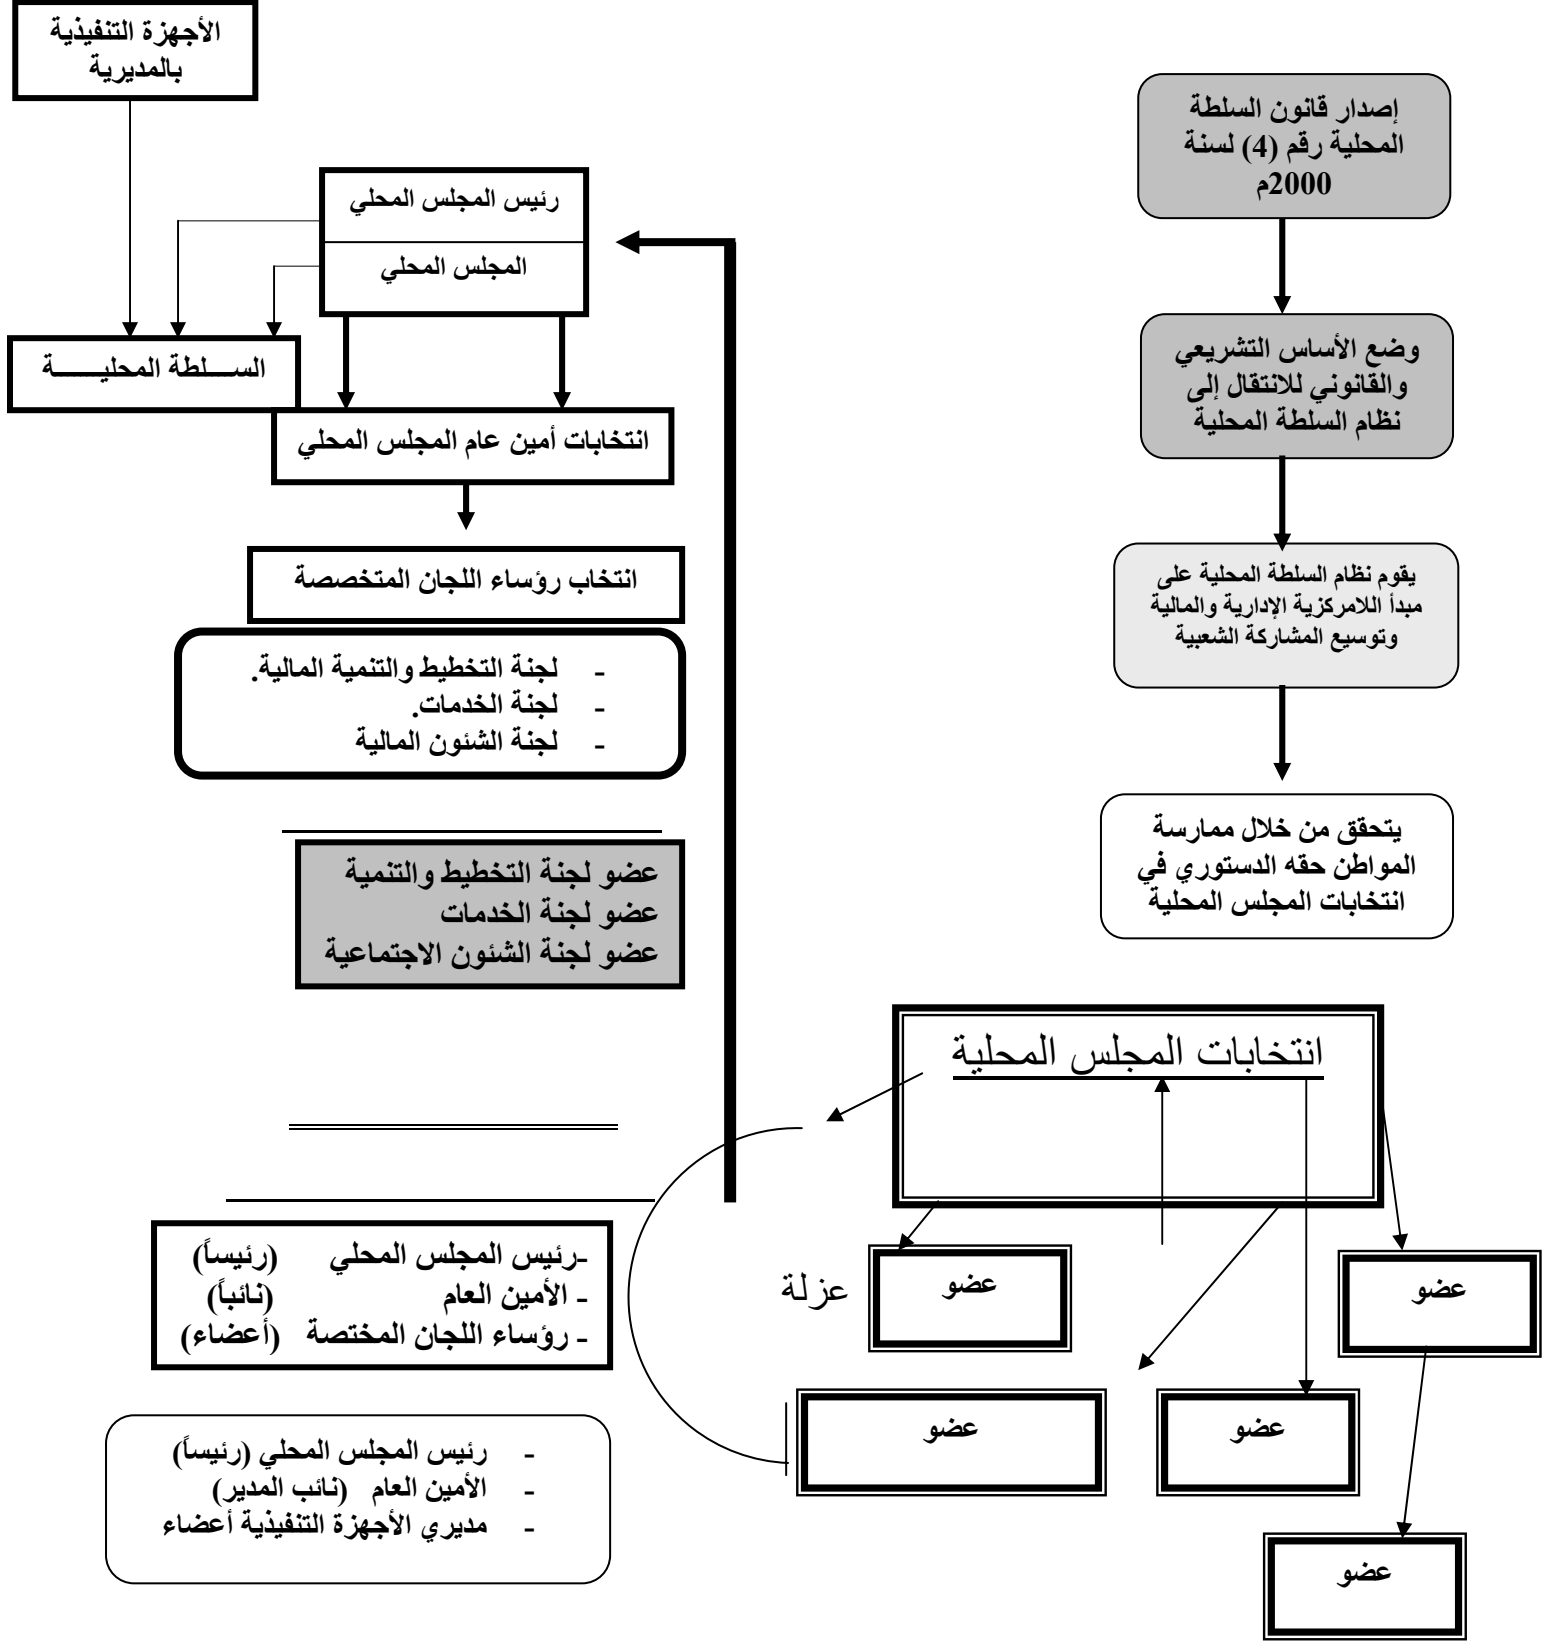 الأجهزة التنفيذية
بالمديرية
إصدار قانون السلطة
المحلية رقم (4) لسنة
2000م
رئيس المجلس المحلي
المجلس المحلي
الســـلطة المحليــــــة
وضع الأساس التشريعي
والقانوني للانتقال إلى
نظام السلطة المحلية
انتخابات أمين عام المجلس المحلي
انتخاب رؤساء اللجان المتخصصة
يقوم نظام السلطة المحلية على
مبدأ اللامركزية الإدارية والمالية
وتوسيع المشاركة الشعبية
- لجنة التخطيط والتنمية المالية.
- لجنة الخدمات.
- لجنة الشئون المالية
يتحقق من خلال ممارسة
المواطن حقه الدستوري في
انتخابات المجلس المحلية
عضو لجنة التخطيط والتنمية
عضو لجنة الخدمات
عضو لجنة الشئون الاجتماعية
انتخابات المجلس المحلية
-رئيس المجلس المحلي (رئيساً)
- الأمين العام (نائباً)
- رؤساء اللجان المختصة (أعضاء)
عضو
عضو
عزلة
عضو
عضو
عضو
- رئيس المجلس المحلي (رئيساً)
- الأمين العام (نائب المدير)
- مديري الأجهزة التنفيذية أعضاء